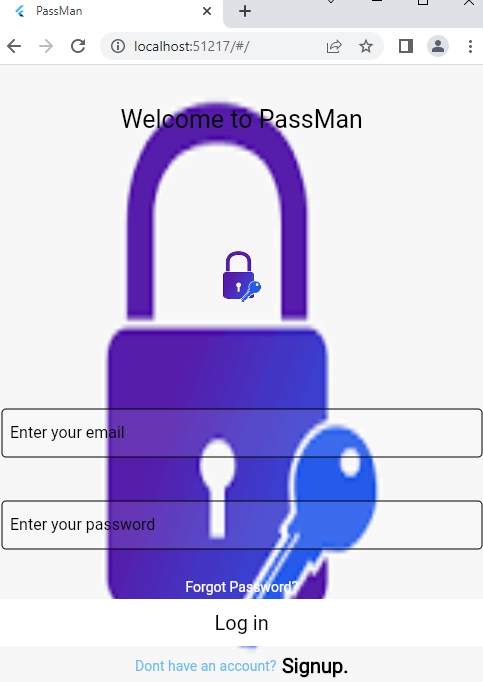 PassMan
localhost:51217/#/
Welcome to PassMan
Enter your email
Enter your password
Forgot Password?
Log in
Dont have an account? Signup.